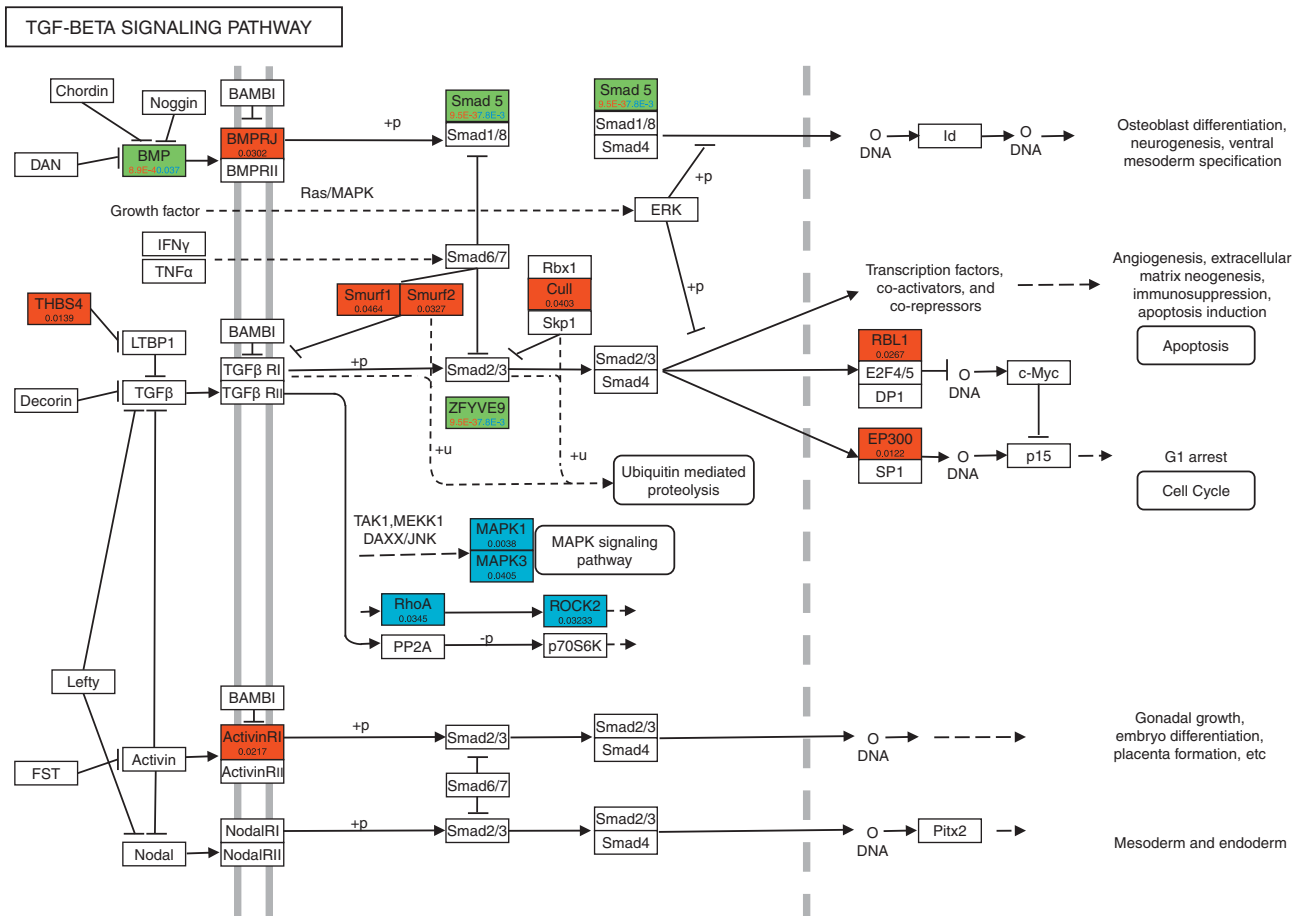 TGF-BETA SIGNALING PATHWAY
Chordin
Noggin
DAN
BMP
8.9E-40.037
BAMBI
BMPRJ
0.0302
BMPRII
+p
Smad 5
9.5E-37.8E-3
Smad1/8
Smad 5
9.5E-37.8E-3
Smad1/8
Smad4
O
DNA
Id
O
DNA
Osteoblast differentiation,
neurogenesis, ventral
mesoderm specification
Growth factor
Ras/MAPK
ERK
+p
+p
IFNγ
TNFα
Smad6/7
Rbx1
Cull
0.0403
Skp1
Smurf1
0.0464
Smurf2
0.0327
THBS4
0.0139
LTBP1
Decorin
TGFβ
BAMBI
TGFβ RI
TGFβ RII
+p
Smad2/3
ZFYVE9
9.5E-37.8E-3
Smad2/3
Smad4
+u
+u
Ubiquitin mediated
proteolysis
Transcription factors,
co-activators, and
co-repressors
Angiogenesis, extracellular
matrix neogenesis,
immunosuppression,
apoptosis induction
Apoptosis
RBL1
0.0267
E2F4/5
DP1
O
DNA
c-Myc
EP300
0.0122
SP1
O
DNA
p15
G1 arrest
Cell Cycle
TAK1,MEKK1
DAXX/JNK
MAPK1
0.0038
MAPK3
0.0405
MAPK signaling
pathway
RhoA
0.0345
ROCK2
0.03233
PP2A
-p
p70S6K
Lefty
FST
Activin
BAMBI
ActivinRI
0.0217
ActivinRII
+p
Smad2/3
Smad2/3
Smad4
O
DNA
Gonadal growth,
embryo differentiation,
placenta formation, etc
Smad6/7
Nodal
NodalRI
NodalRII
+p
Smad2/3
Smad2/3
Smad4
O
DNA
Pitx2
Mesoderm and endoderm